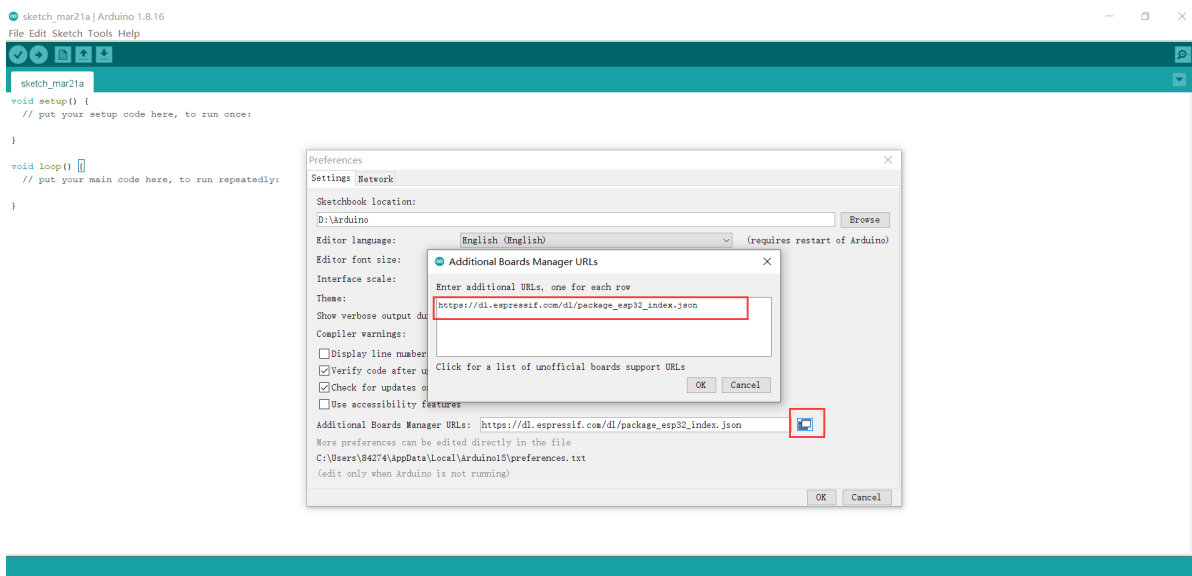 sketch_mar21a | Arduino 1.8.16
File Edit Sketch Tools Help
sketch_mar21a
void setup() {
// put your setup code here, to run once:
}
void loop() {
// put your main code here, to run repeatedly:
}
Preferences
Settings Network
Sketchbook location:
D:\Arduino Browse
Editor language: English (English) (requires restart of Arduino)
Editor font size:
Interface scale:
Theme:
Show verbose output du
Compiler warnings:
Display line number
Verify code after u
Check for updates o
Use accessibility features
Additional Boards Manager URLs
Enter additional URLs, one for each row
https://dl.espressif.com/dl/package_esp32_index.json
Click for a list of unofficial boards support URLs
OK Cancel
Additional Boards Manager URLs: https://dl.espressif.com/dl/package_esp32_index.json
More preferences can be edited directly in the file
C:\Users\84274\AppData\Local\Arduino15\preferences.txt
(edit only when Arduino is not running)
OK Cancel